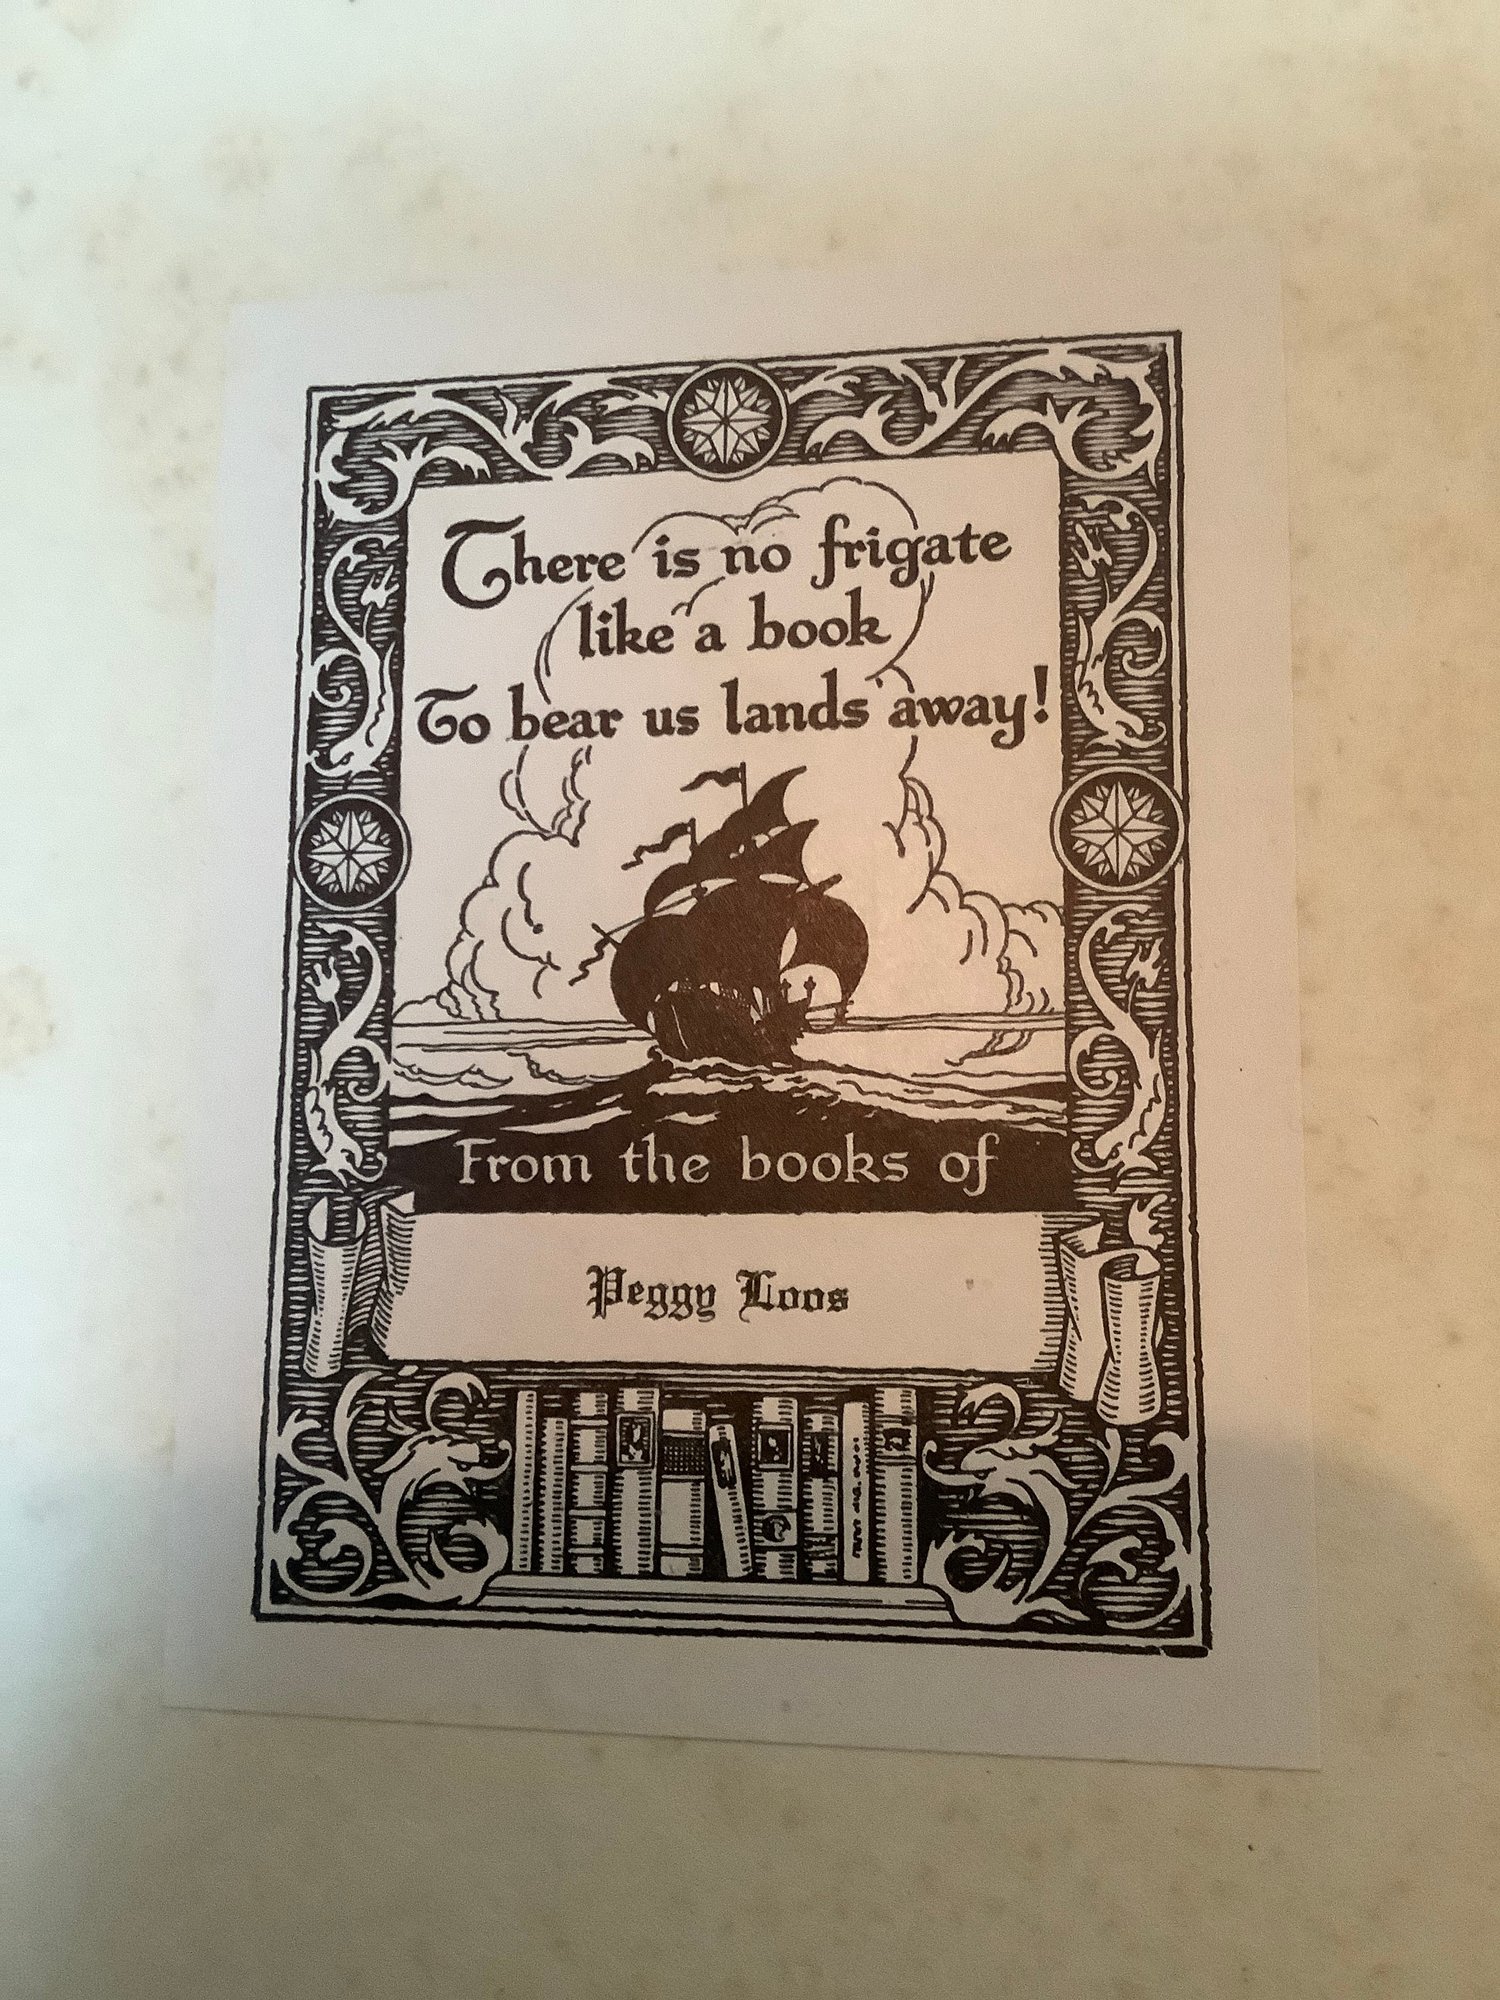 There is no frigate
like a book
To bear us lands away!
From the books of
Peggy Loos